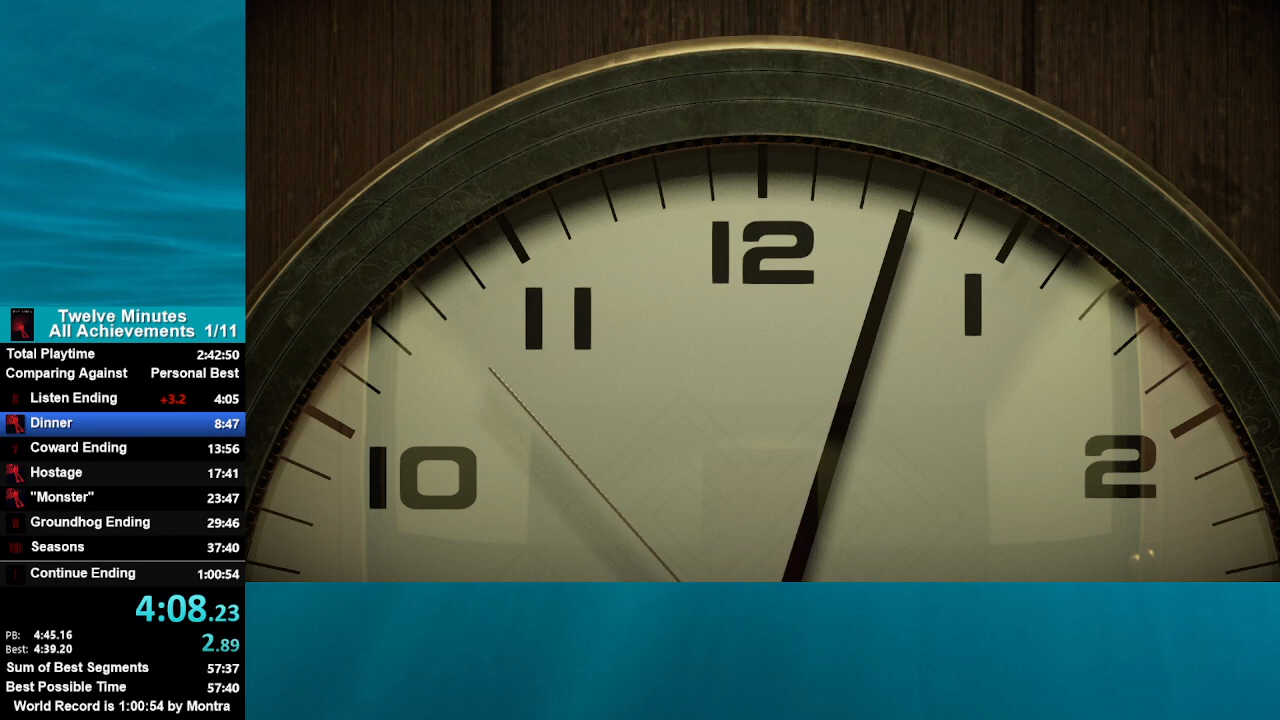 Twelve Minutes
All Achievements 1/11
Total Playtime 2:42:50
Comparing Against Personal Best
Listen Ending +3.2 4:05
Dinner 8:47
Coward Ending 13:56
Hostage 17:41
"Monster" 23:47
Groundhog Ending 29:46
Seasons 37:40
Continue Ending 1:00:54
4:08.23
PB: 4:45.16
Best: 4:39.20
2.89
Sum of Best Segments 57:37
Best Possible Time 57:40
World Record is 1:00:54 by Montra
12
11
1
10
2